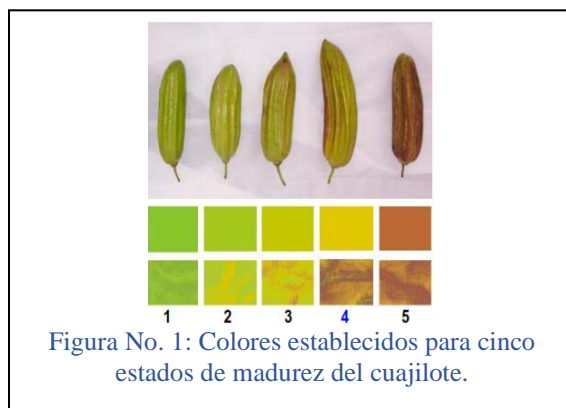 1 2 3 4 5
Figura No. 1: Colores establecidos para cinco
estados de madurez del cuajilote.